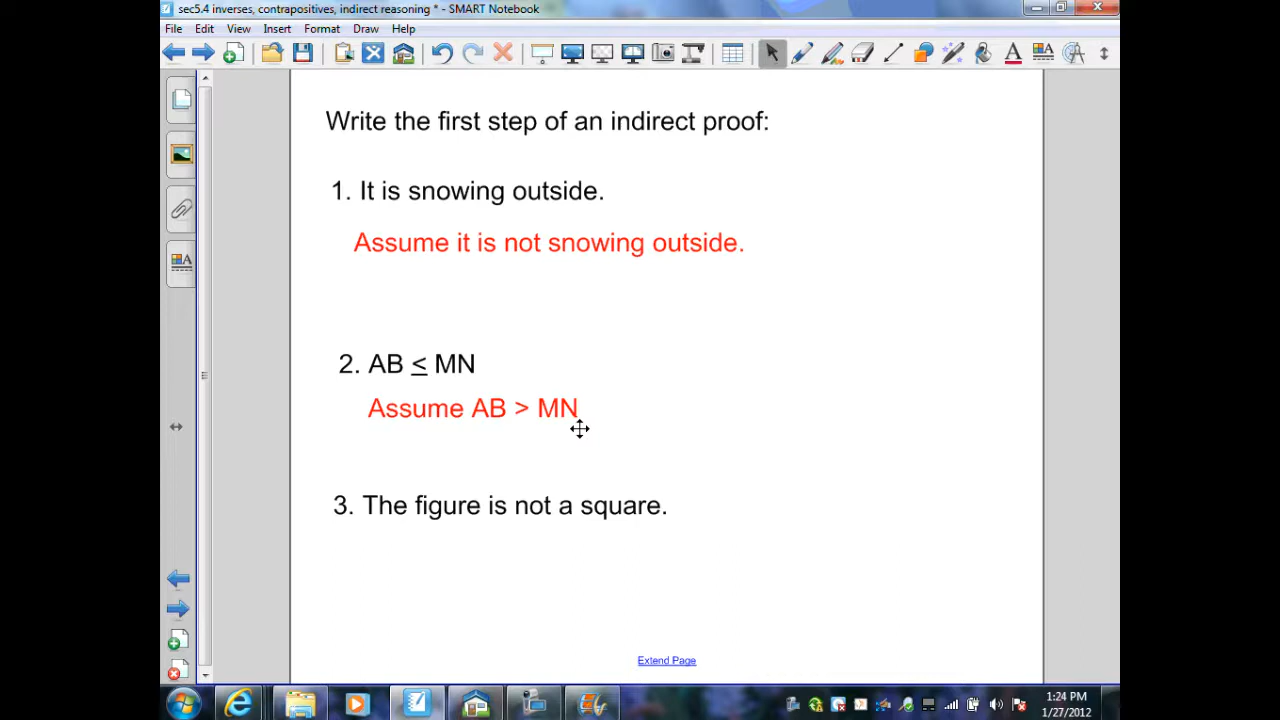 sec5.4 inverses, contrapositives, indirect reasoning * - SMART Notebook
File Edit View Insert Format Draw Help
Write the first step of an indirect proof:
1. It is snowing outside.
Assume it is not snowing outside.
2. AB ≤ MN
Assume AB > MN
3. The figure is not a square.
Extend Page
1:24 PM
1/27/2012